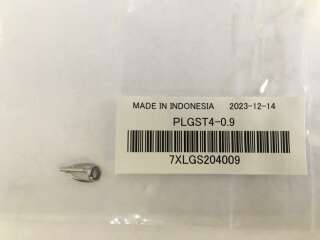 MADE IN INDONESIA 2023-12-14
PLGST4-0.9
7XLGS204009